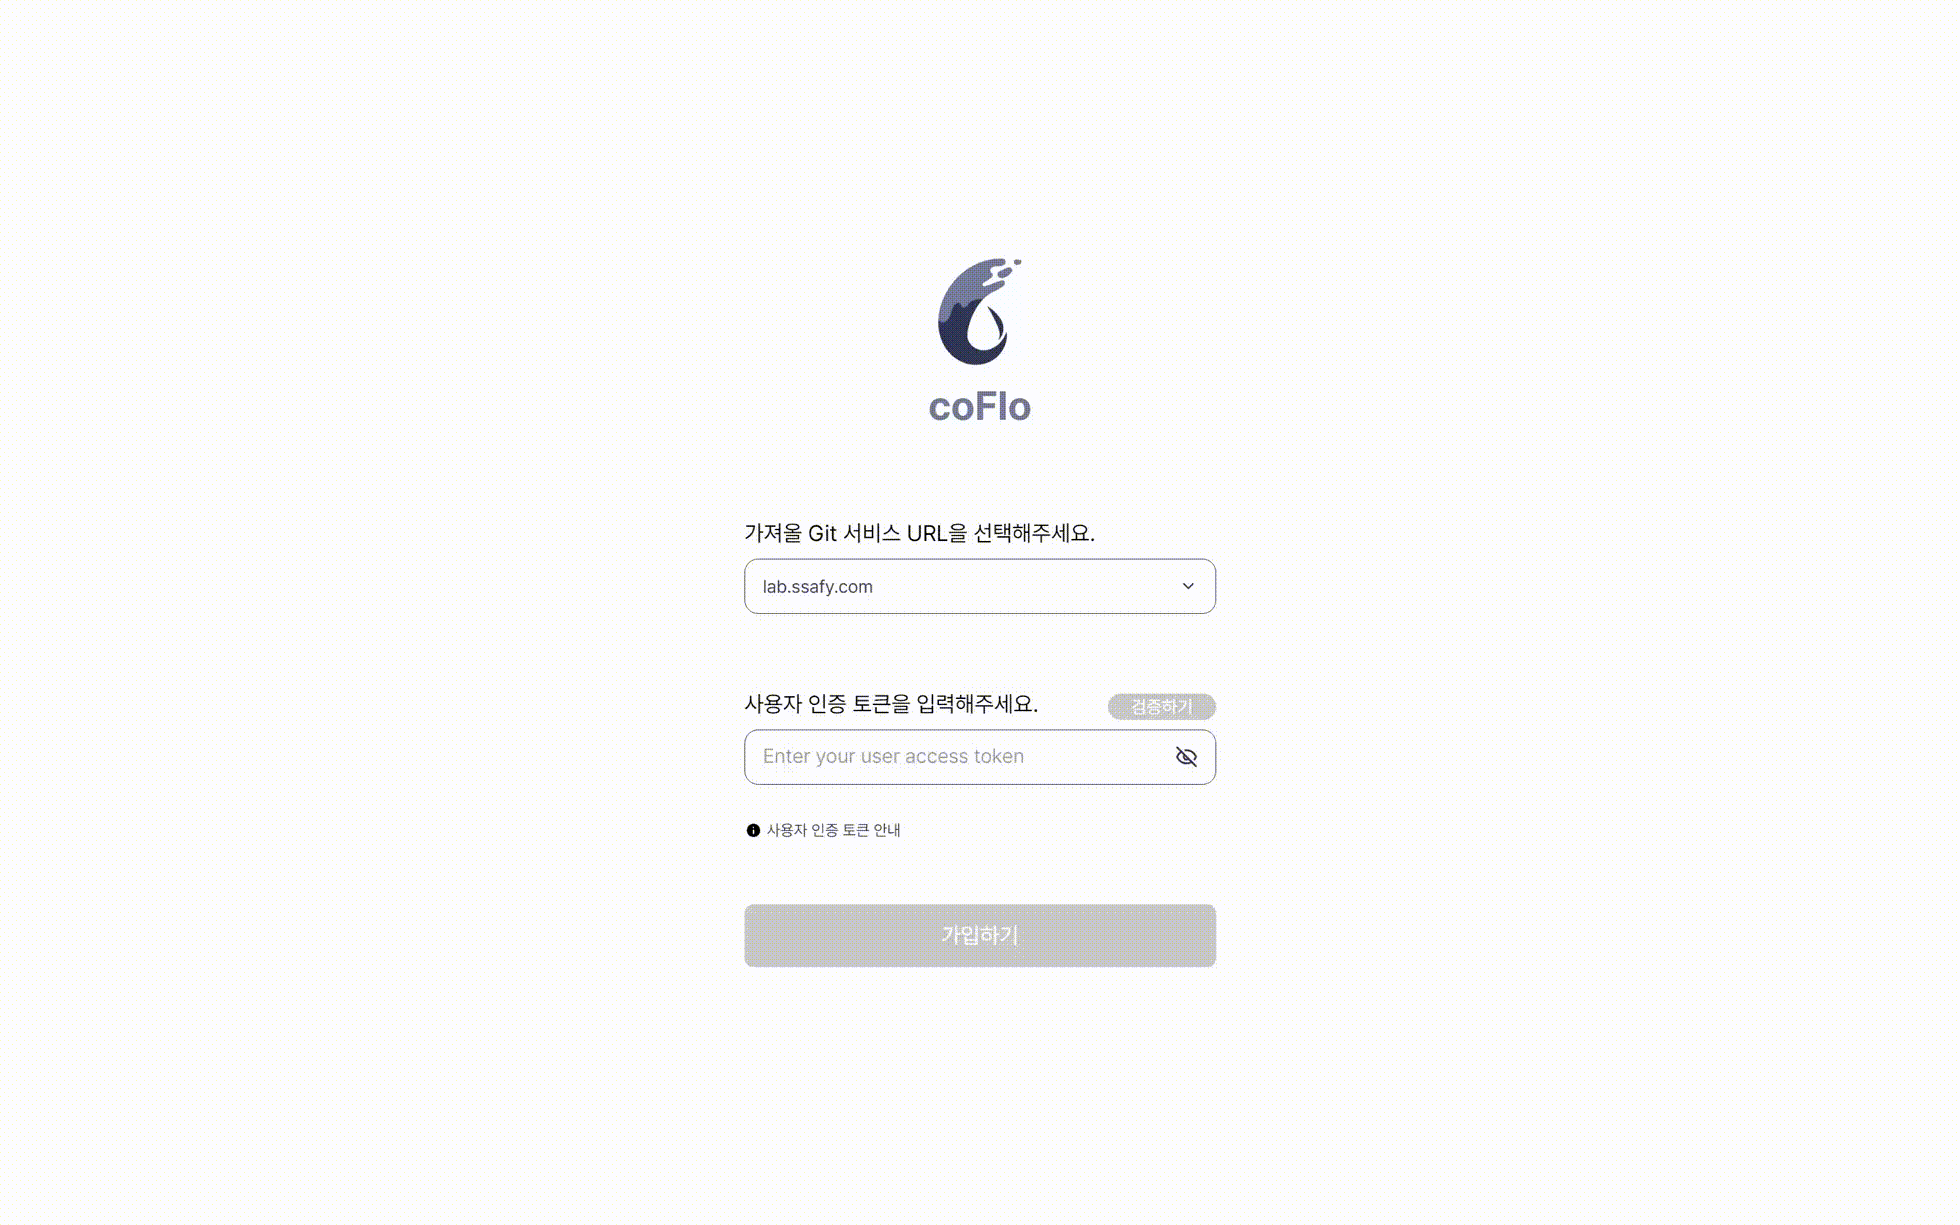 coFlo
가져올 Git 서비스 URL을 선택해주세요.
lab.ssafy.com
사용자 인증 토큰을 입력해주세요.
검증하기
Enter your user access token
사용자 인증 토큰 안내
가입하기